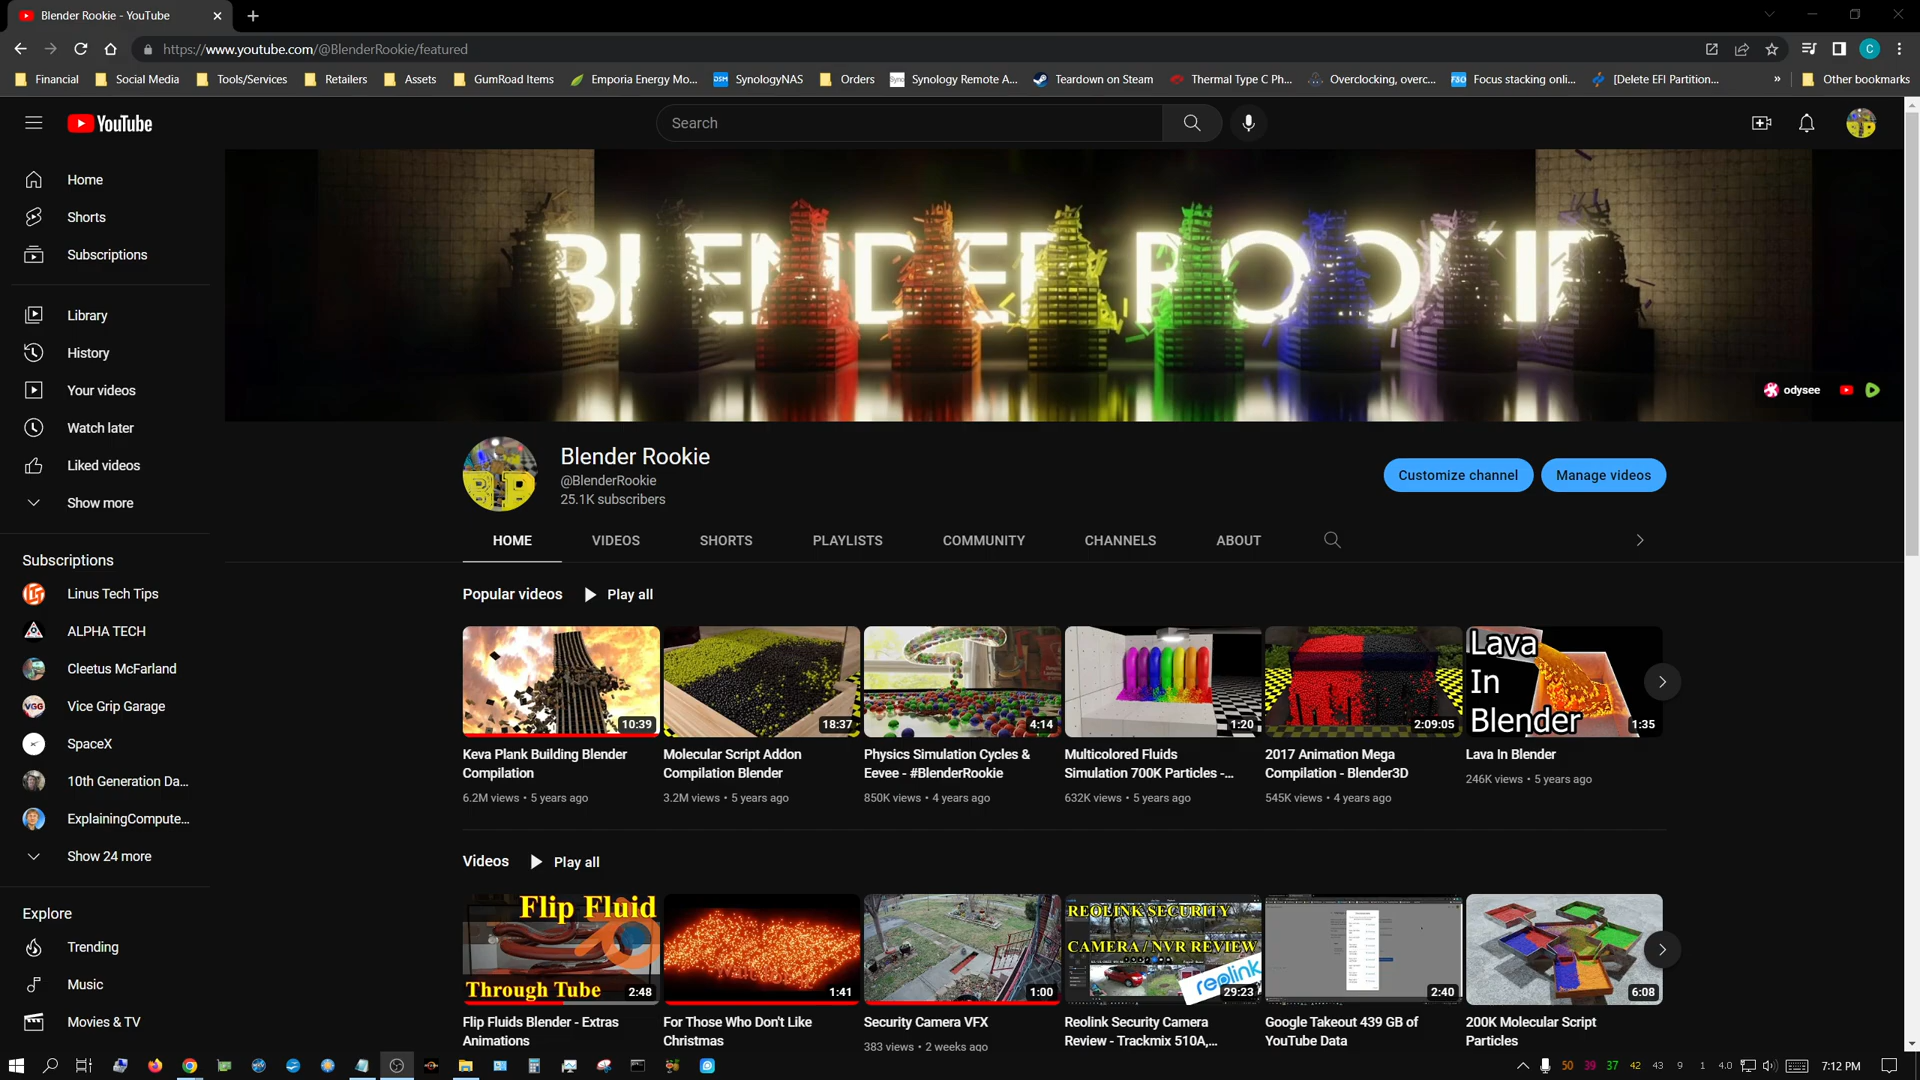 Blender Rookie - YouTube
https://www.youtube.com/@BlenderRookie/featured
C
Financial
Social Media
Tools/Services
Retailers
Assets
GumRoad Items
Emporia Energy Mo...
DSM
SynologyNAS
Orders
Synology Remote A...
Teardown on Steam
Thermal Type C Ph...
Overclocking, overc...
Focus stacking onli...
[Delete EFI Partition...
»
Other bookmarks
YouTube
Search
Home
Shorts
Subscriptions
Library
History
Your videos
Watch later
Liked videos
Show more
Subscriptions
Linus Tech Tips
ALPHA TECH
Cleetus McFarland
Vice Grip Garage
SpaceX
10th Generation Da...
ExplainingCompute...
Show 24 more
Explore
Trending
Music
Movies & TV
BLENDER ROOKIE
odysee
Blender Rookie
@BlenderRookie
25.1K subscribers
Customize channel
Manage videos
HOME
VIDEOS
SHORTS
PLAYLISTS
COMMUNITY
CHANNELS
ABOUT
Popular videos
Play all
10:39
Keva Plank Building Blender
Compilation
6.2M views • 5 years ago
18:37
Molecular Script Addon
Compilation Blender
3.2M views • 5 years ago
4:14
Physics Simulation Cycles &
Eevee - #BlenderRookie
850K views • 4 years ago
1:20
Multicolored Fluids
Simulation 700K Particles -...
632K views • 5 years ago
2:09:05
2017 Animation Mega
Compilation - Blender3D
545K views • 4 years ago
Lava
In
Blender
1:35
Lava In Blender
246K views • 5 years ago
Videos
Play all
Flip Fluid
Through Tube
2:48
Flip Fluids Blender - Extras
Animations
1:41
For Those Who Don't Like
Christmas
1:00
Security Camera VFX
383 views • 2 weeks ago
REOLINK SECURITY
CAMERA / NVR REVIEW
reolink
29:23
Reolink Security Camera
Review - Trackmix 510A,...
2:40
Google Takeout 439 GB of
YouTube Data
6:08
200K Molecular Script
Particles
50
39
37
42
43
9
1
4.0
7:12 PM